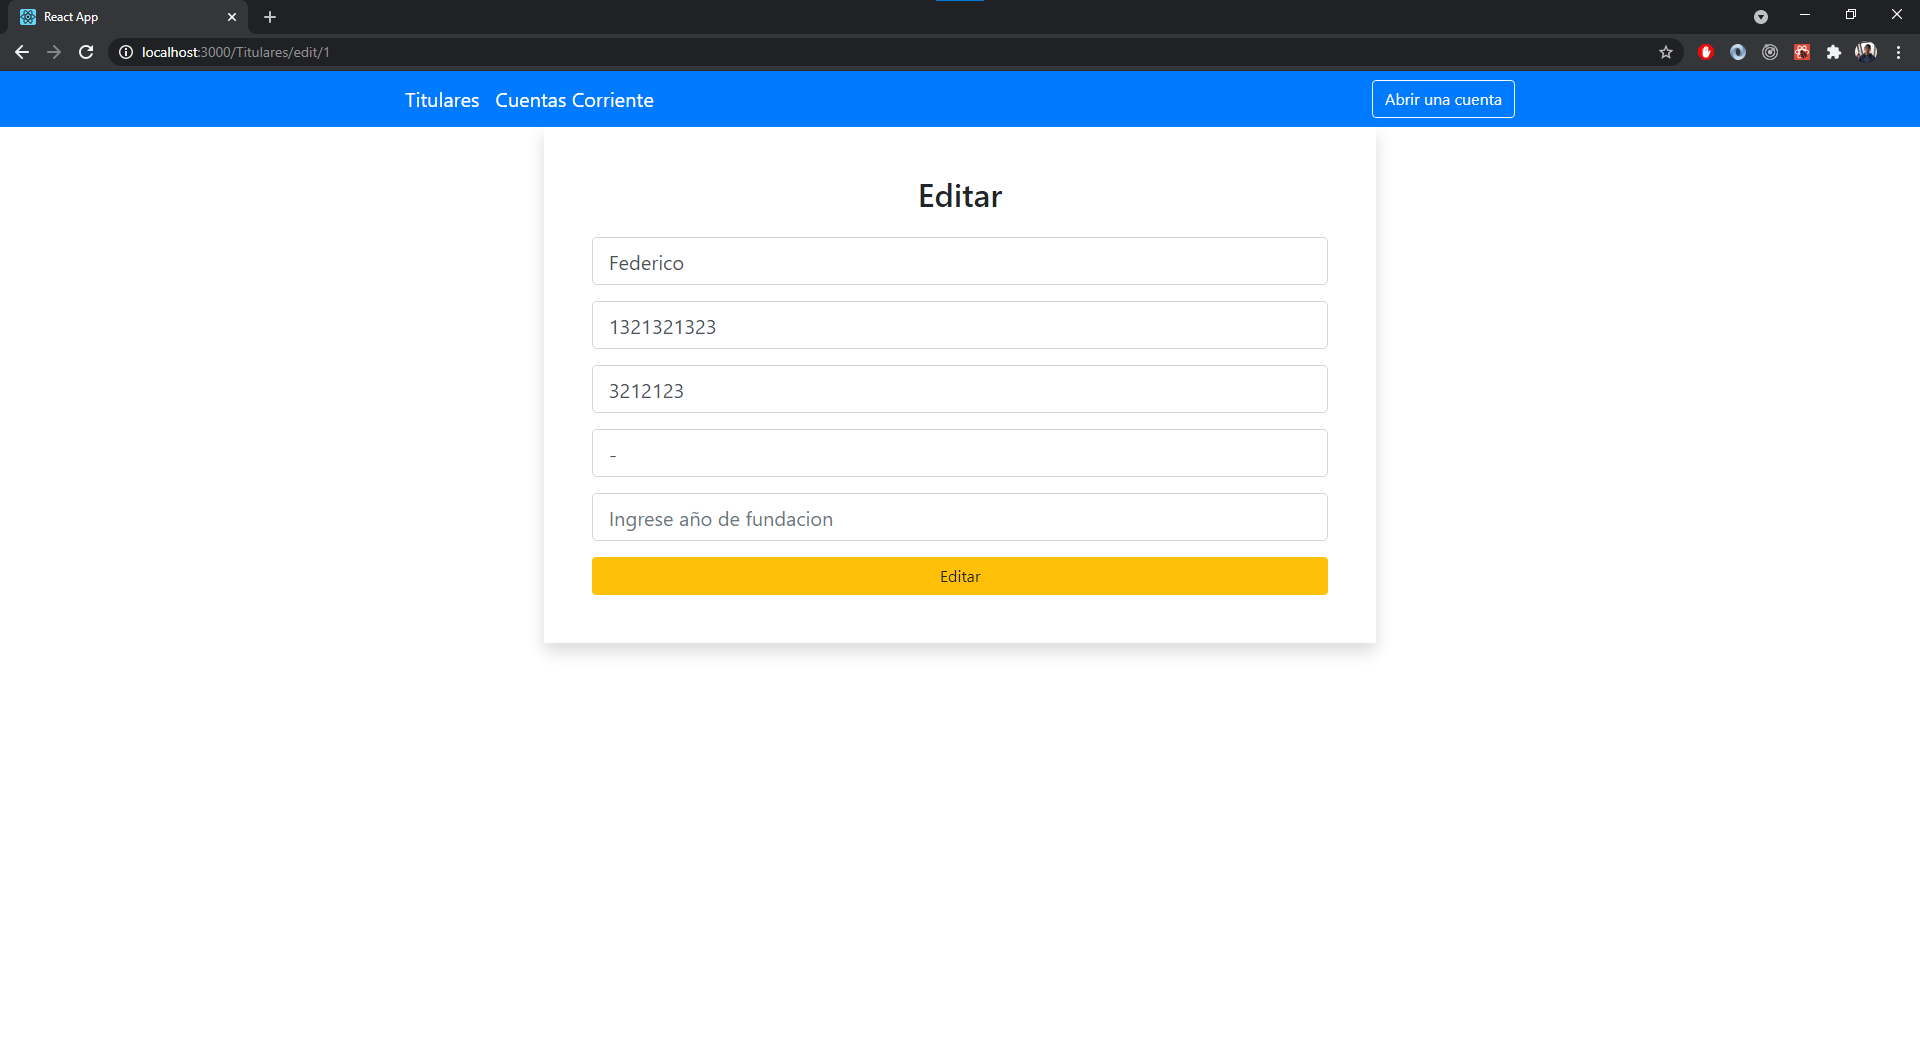 React App
localhost:3000/Titulares/edit/1
Titulares Cuentas Corriente Abrir una cuenta
Editar
Federico
1321321323
3212123
-
Ingrese año de fundacion
Editar